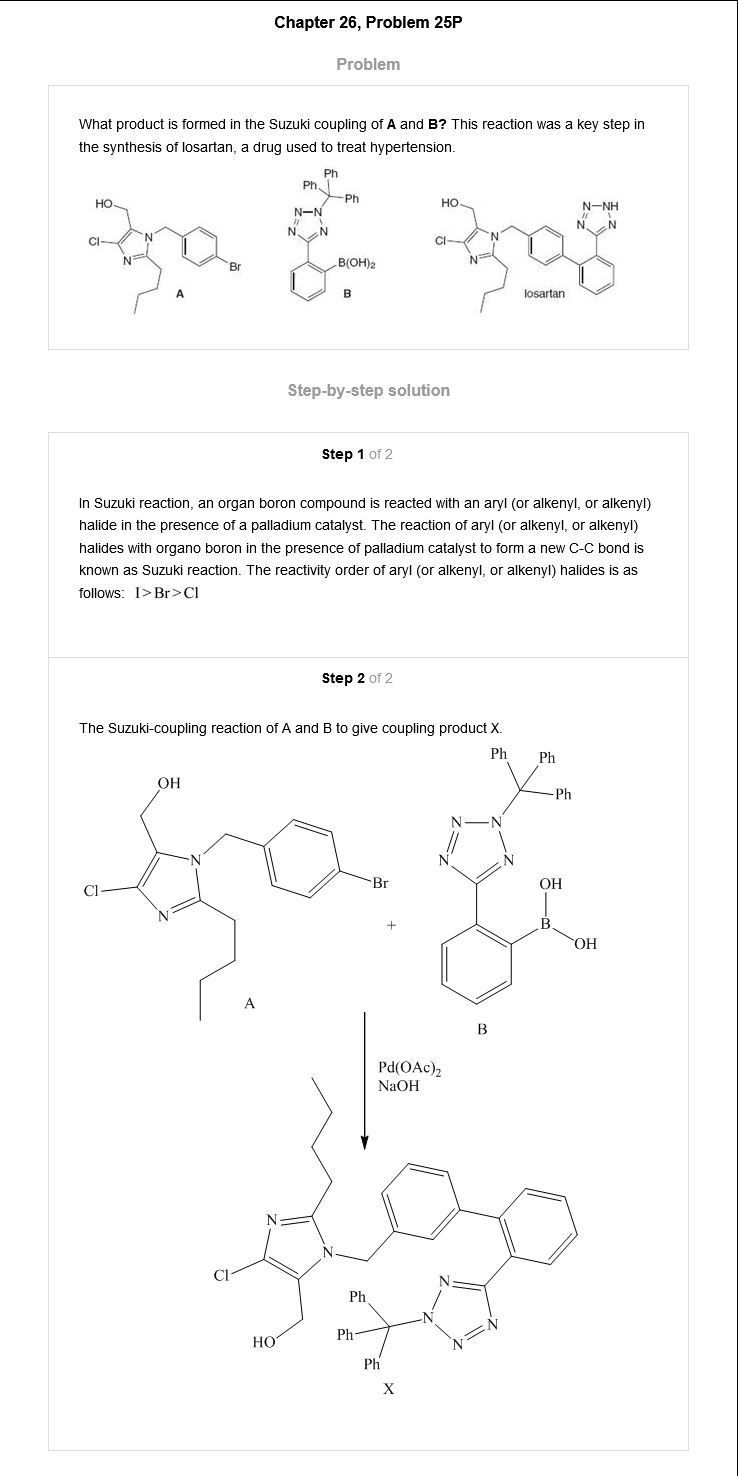 Chapter 26, Problem 25P
Problem
What product is formed in the Suzuki coupling of A and B? This reaction was a key step in
the synthesis of losartan, a drug used to treat hypertension.
HO
Cl
N
N
Br
A
Ph
Ph
Ph
N–N
N
N
B(OH)₂
B
HO
Cl
N
N
N–NH
N
N
losartan
Step-by-step solution
Step 1 of 2
In Suzuki reaction, an organ boron compound is reacted with an aryl (or alkenyl, or alkenyl)
halide in the presence of a palladium catalyst. The reaction of aryl (or alkenyl, or alkenyl)
halides with organo boron in the presence of palladium catalyst to form a new C-C bond is
known as Suzuki reaction. The reactivity order of aryl (or alkenyl, or alkenyl) halides is as
follows: I>Br>Cl
Step 2 of 2
The Suzuki-coupling reaction of A and B to give coupling product X.
OH
Cl
N
N
Br
A
+
Ph
Ph
Ph
N—N
N
N
OH
B
OH
B
Pd(OAc)₂
NaOH
N
N
Cl
HO
Ph
Ph
Ph
N
N
N
N
X